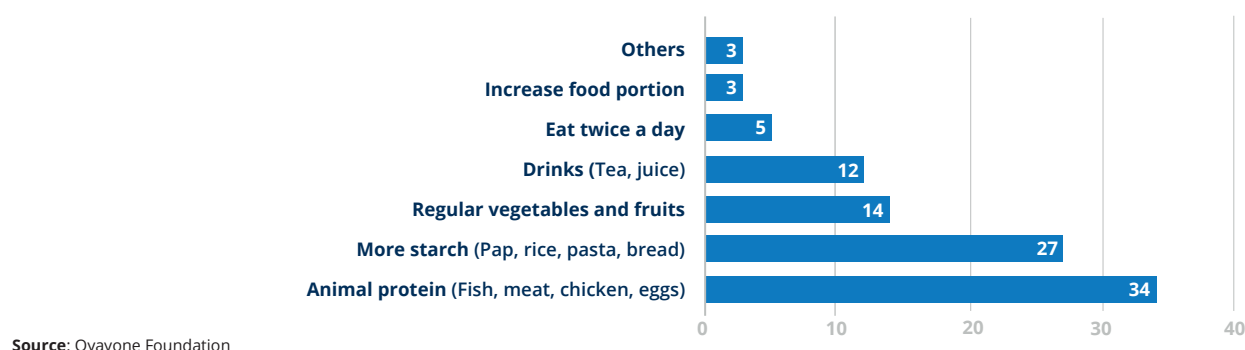 Others 3
Increase food portion 3
Eat twice a day 5
Drinks (Tea, juice) 12
Regular vegetables and fruits 14
More starch (Pap, rice, pasta, bread) 27
Animal protein (Fish, meat, chicken, eggs) 34
0 10 20 30 40
Source: Ovavone Foundation